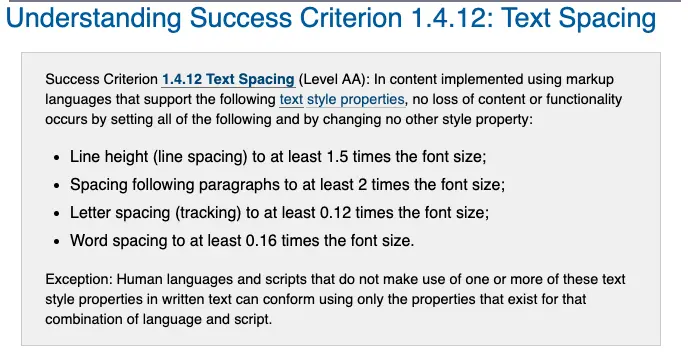 Understanding Success Criterion 1.4.12: Text Spacing
Success Criterion 1.4.12 Text Spacing (Level AA): In content implemented using markup
languages that support the following text style properties, no loss of content or functionality
occurs by setting all of the following and by changing no other style property:
• Line height (line spacing) to at least 1.5 times the font size;
• Spacing following paragraphs to at least 2 times the font size;
• Letter spacing (tracking) to at least 0.12 times the font size;
• Word spacing to at least 0.16 times the font size.
Exception: Human languages and scripts that do not make use of one or more of these text
style properties in written text can conform using only the properties that exist for that
combination of language and script.